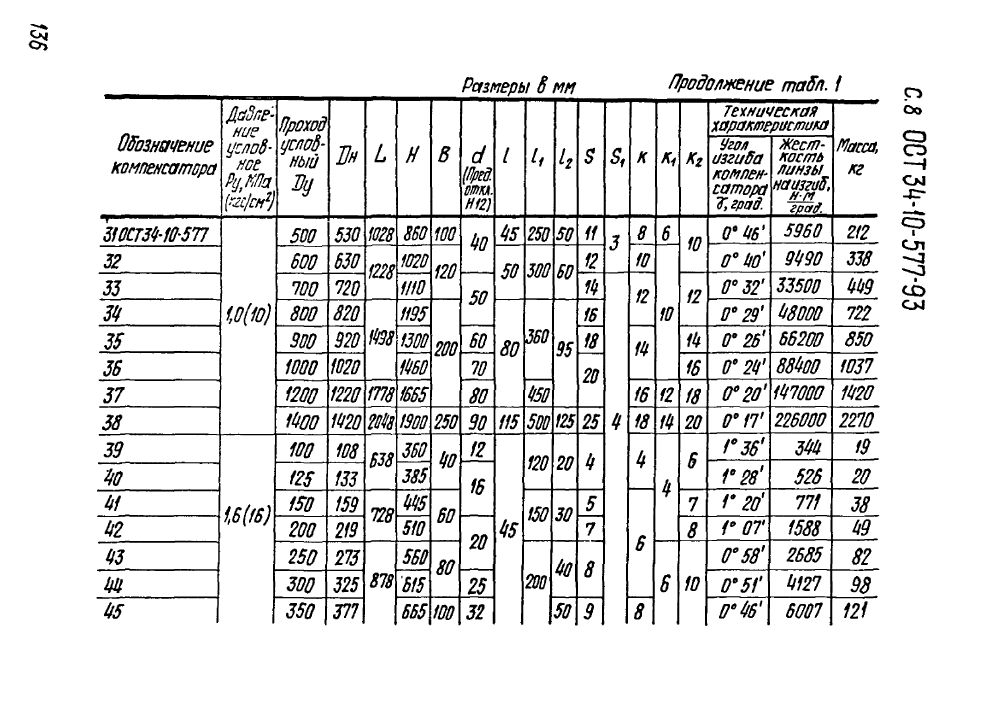 136
С.8 ОСТ 34-10-577-93
Размеры в мм Продолжение табл. 1
Обозначение компенсатора | Давление условное Ру, МПа (кгс/см²) | Проход условный Dу | Dн | L | H | B | d (Пред. откл. H12) | l | l₁ | l₂ | S | S₁ | к | к₁ | к₂ | Техническая характеристика | Масса, кг
Угол изгиба компенсатора γ, град. | Жесткость линзы на изгиб, Н·м/град.
31 ОСТ34-10-577 | 1,0(10) | 500 | 530 | 1028 | 860 | 100 | 40 | 45 | 250 | 50 | 11 | 3 | 8 | 6 | 10 | 0° 46' | 5960 | 212
32 | 600 | 630 | 1228 | 1020 | 120 | 50 | 300 | 60 | 12 | 10 | 0° 40' | 9490 | 338
33 | 700 | 720 | 1110 | 50 | 14 | 4 | 12 | 10 | 12 | 0° 32' | 33500 | 449
34 | 800 | 820 | 1498 | 1195 | 200 | 80 | 360 | 95 | 16 | 0° 29' | 48000 | 722
35 | 900 | 920 | 1300 | 60 | 18 | 14 | 14 | 0° 26' | 66200 | 850
36 | 1000 | 1020 | 1460 | 70 | 20 | 16 | 0° 24' | 88400 | 1037
37 | 1200 | 1220 | 1778 | 1665 | 80 | 450 | 16 | 12 | 18 | 0° 20' | 147000 | 1420
38 | 1400 | 1420 | 2048 | 1900 | 250 | 90 | 115 | 500 | 125 | 25 | 18 | 14 | 20 | 0° 17' | 226000 | 2270
39 | 1,6(16) | 100 | 108 | 638 | 360 | 40 | 12 | 45 | 120 | 20 | 4 | 4 | 4 | 6 | 1° 36' | 344 | 19
40 | 125 | 133 | 385 | 16 | 1° 28' | 526 | 20
41 | 150 | 159 | 728 | 445 | 60 | 150 | 30 | 5 | 6 | 7 | 1° 20' | 771 | 38
42 | 200 | 219 | 510 | 20 | 7 | 8 | 1° 07' | 1588 | 49
43 | 250 | 273 | 878 | 560 | 80 | 200 | 40 | 8 | 6 | 10 | 0° 58' | 2685 | 82
44 | 300 | 325 | 615 | 25 | 0° 51' | 4127 | 98
45 | 350 | 377 | 665 | 100 | 32 | 50 | 9 | 8 | 0° 46' | 6007 | 121